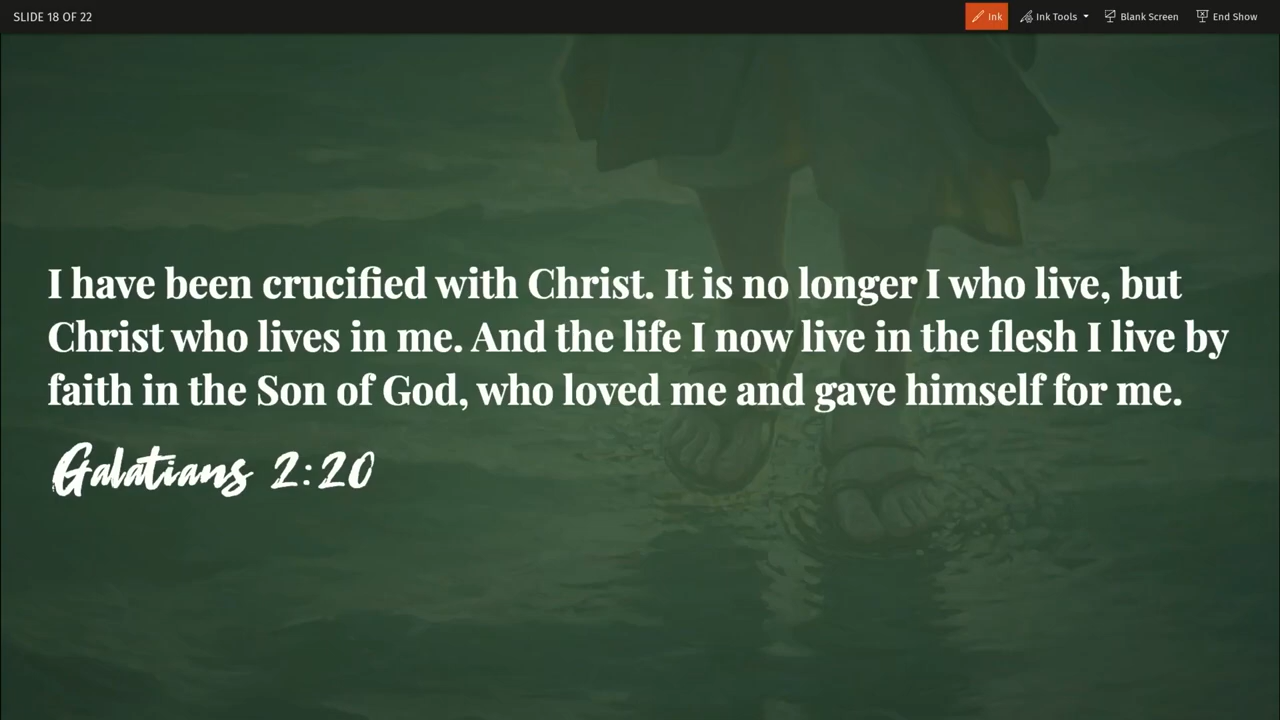 SLIDE 18 OF 22
Ink
Ink Tools
Blank Screen
End Show
I have been crucified with Christ. It is no longer I who live, but
Christ who lives in me. And the life I now live in the flesh I live by
faith in the Son of God, who loved me and gave himself for me.
Galatians 2:20